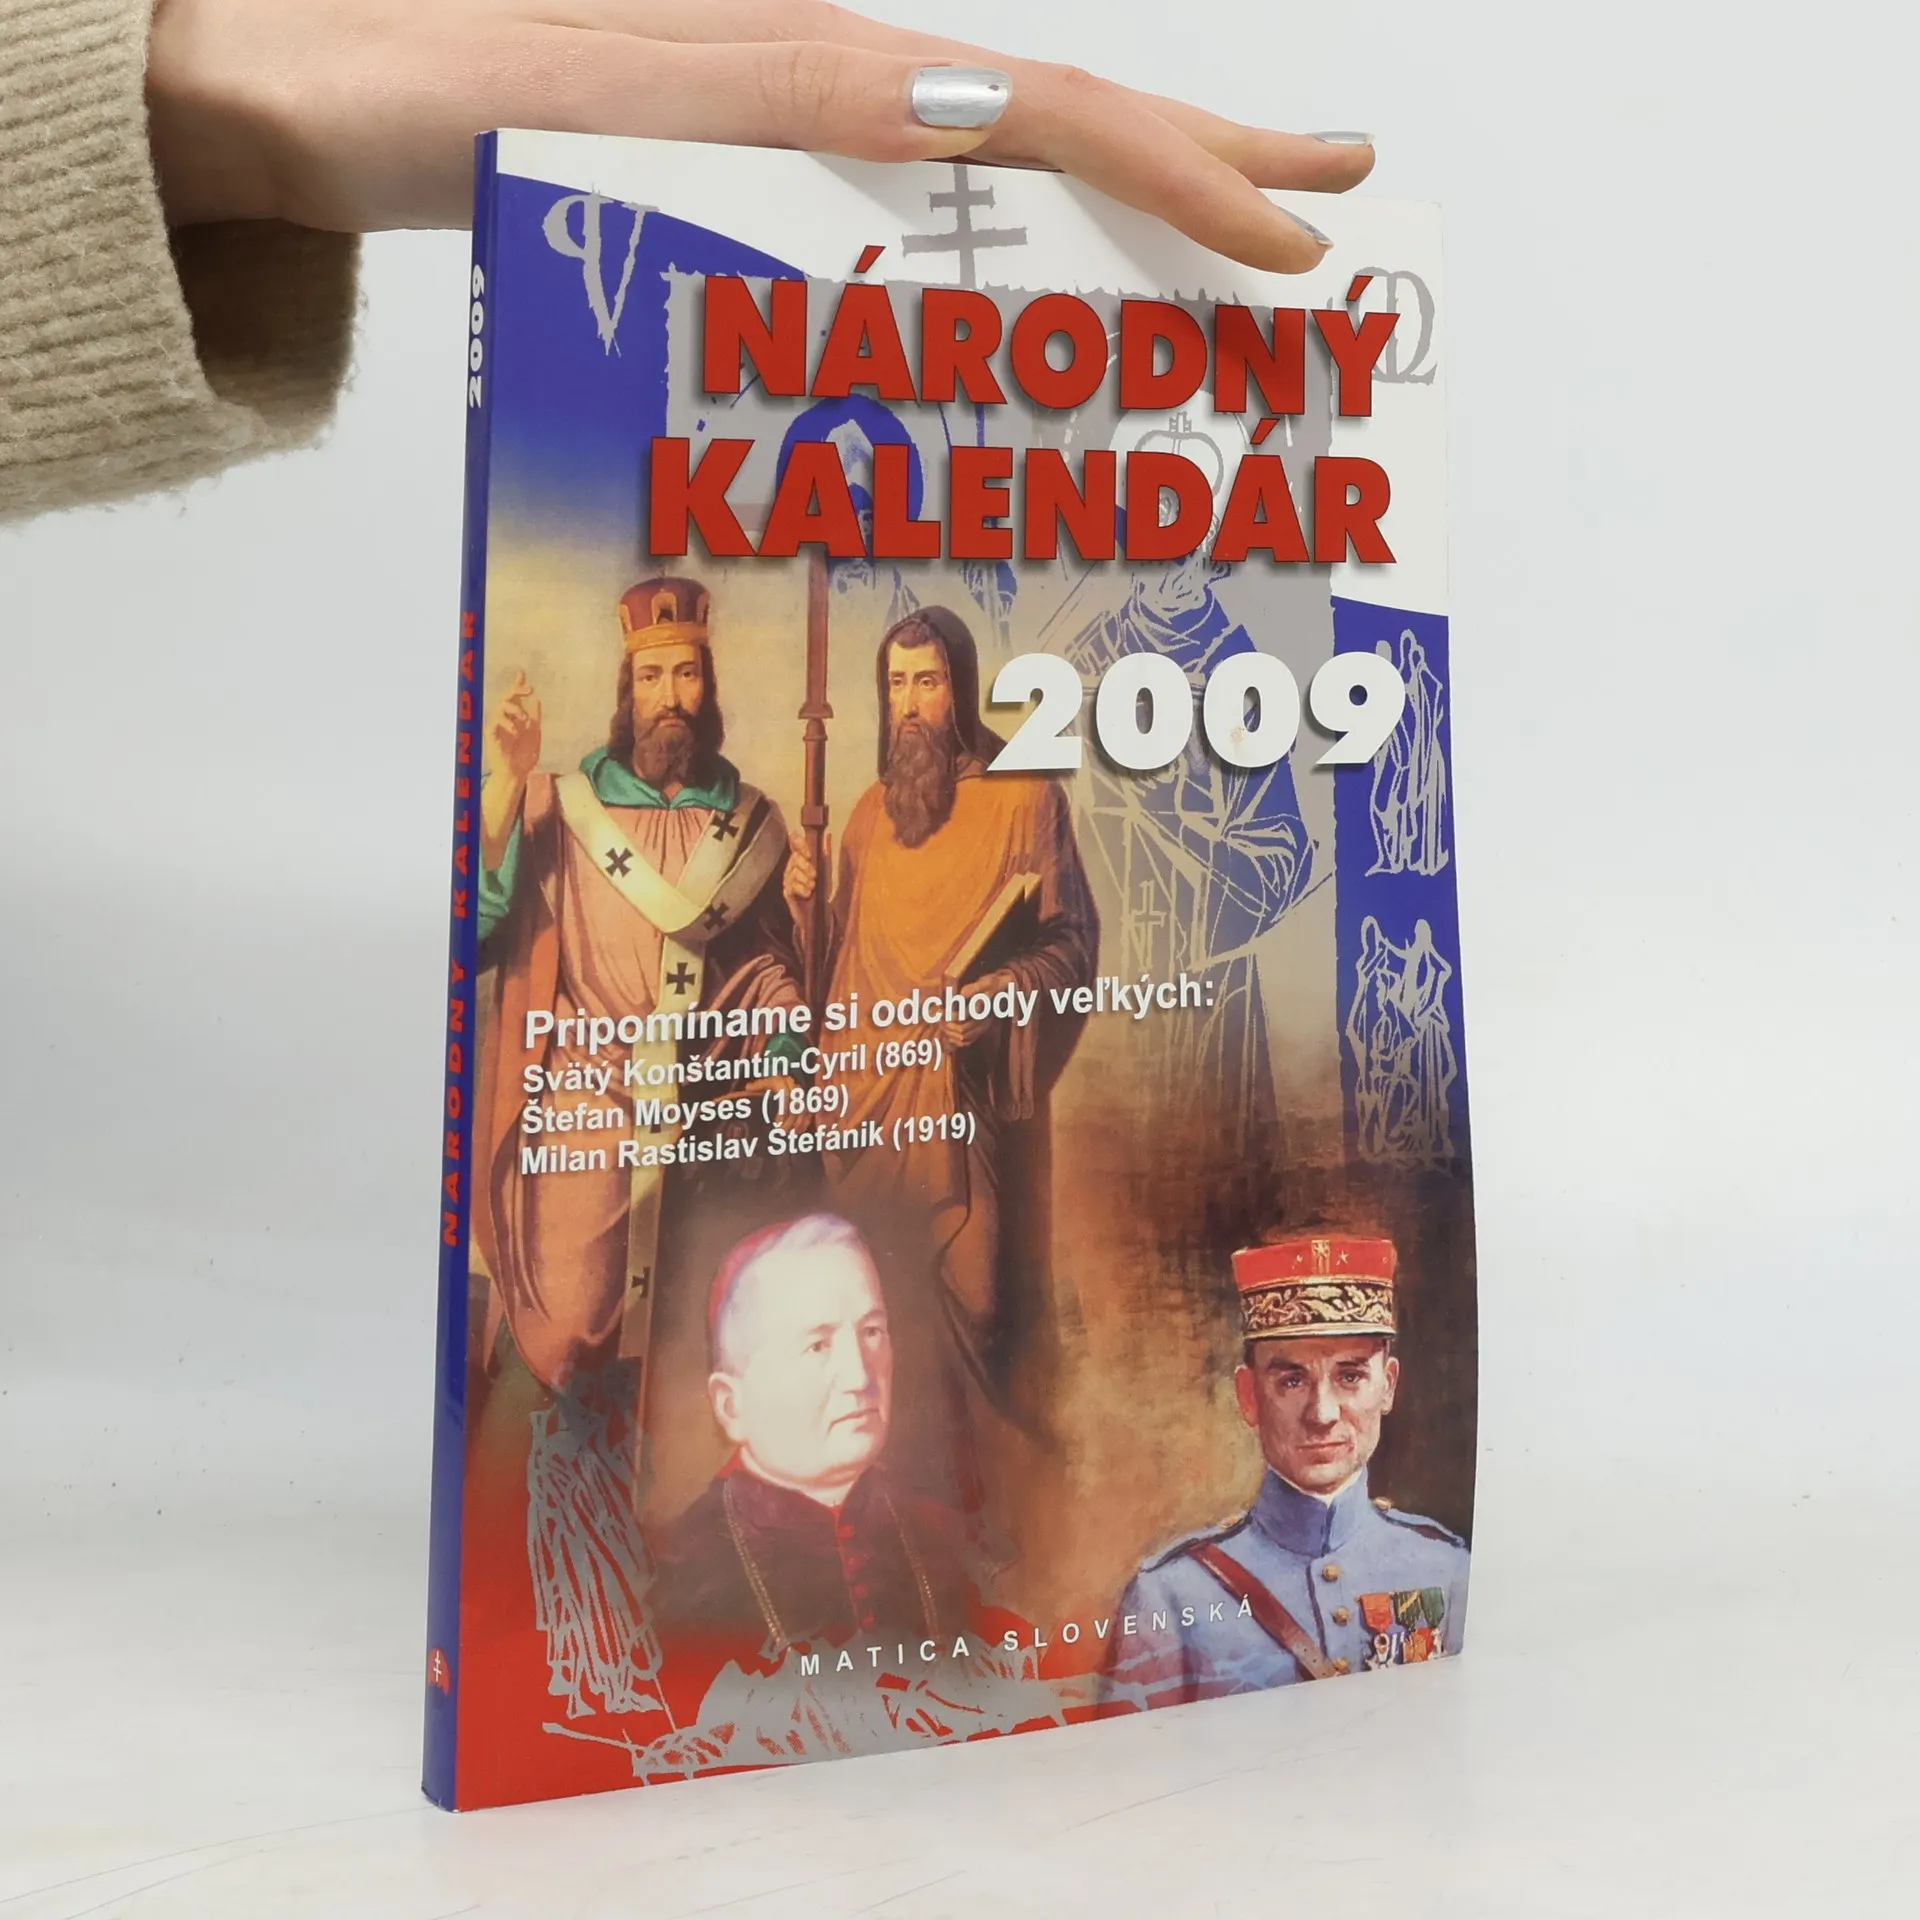 NÁRODNÝ
KALENDÁR
2009
Pripomíname si odchody veľkých:
Svätý Konštantín-Cyril (869)
Štefan Moyses (1869)
Milan Rastislav Štefánik (1919)
MATICA SLOVENSKÁ
NÁRODNÝ KALENDÁR 2009